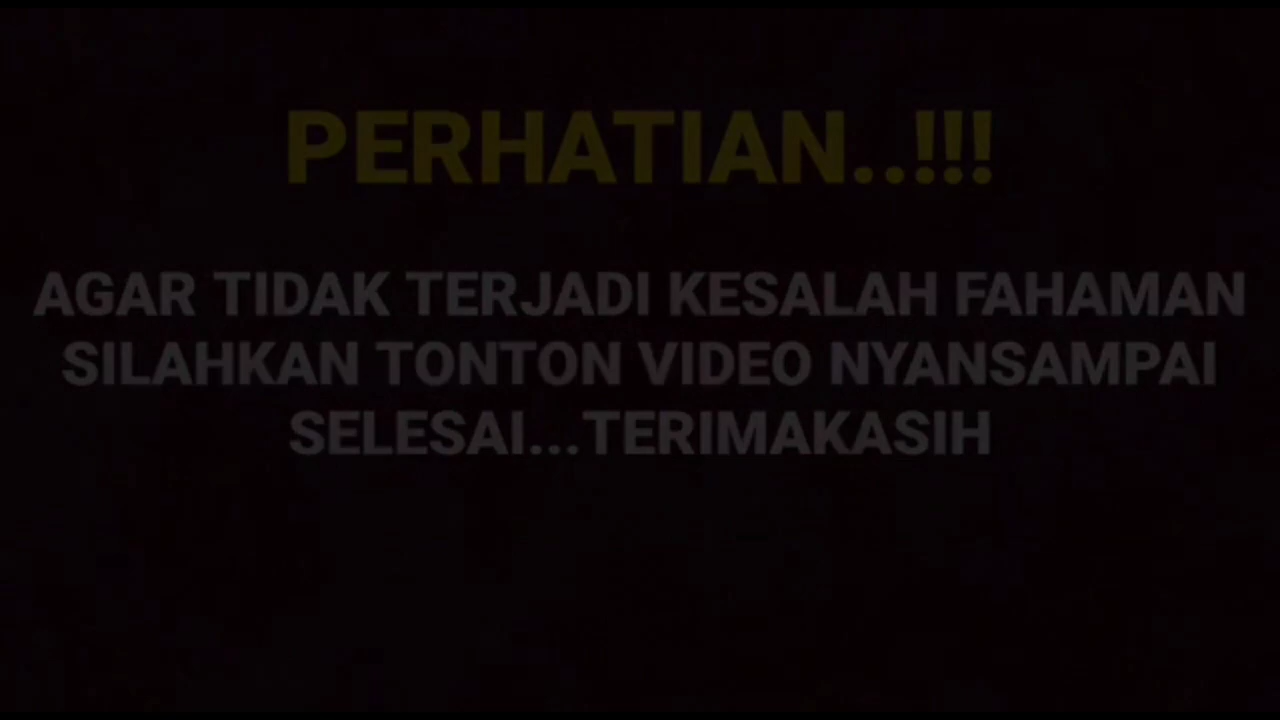 PERHATIAN..!!!
AGAR TIDAK TERJADI KESALAH FAHAMAN
SILAHKAN TONTON VIDEO NYANSAMPAI
SELESAI...TERIMAKASIH